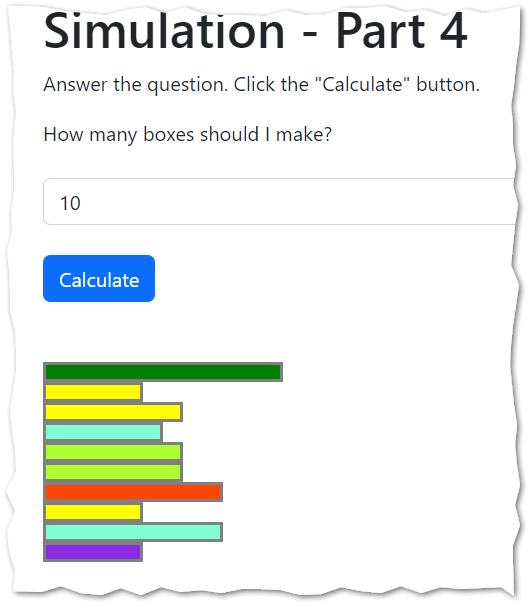 Simulation - Part 4
Answer the question. Click the "Calculate" button.
How many boxes should I make?
10
Calculate